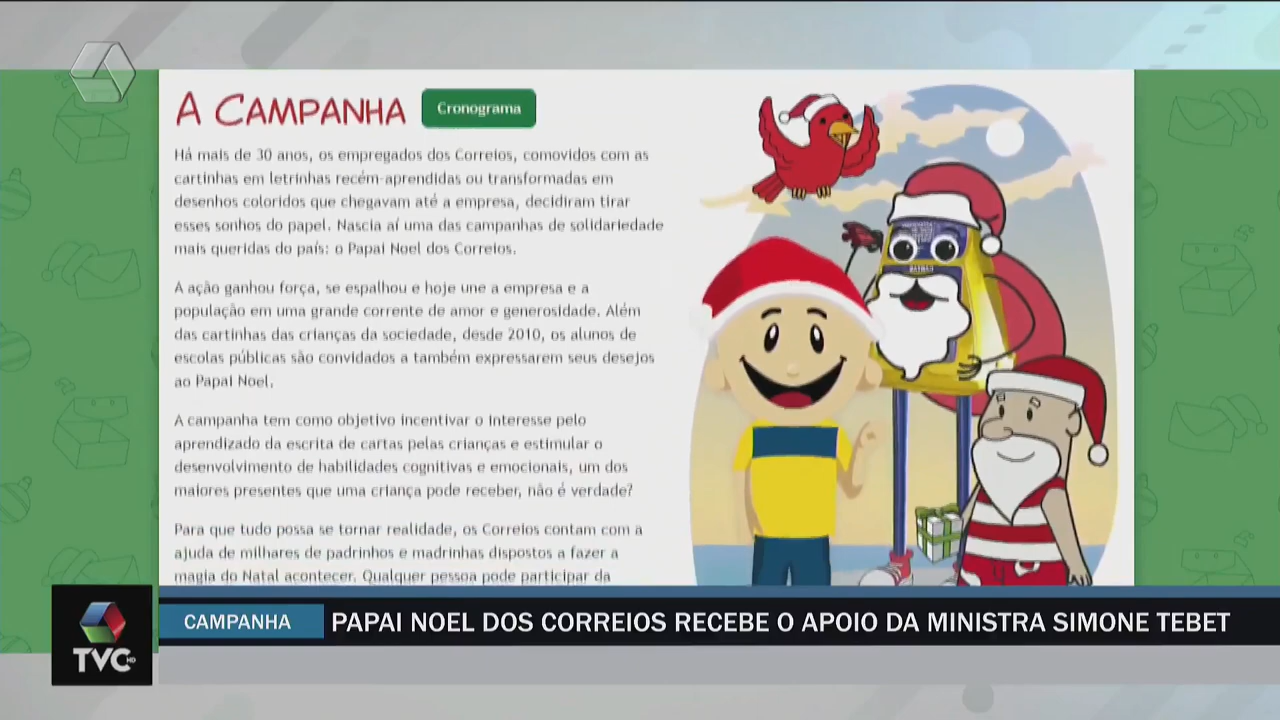 A CAMPANHA
Cronograma
Há mais de 30 anos, os empregados dos Correios, comovidos com as
cartinhas em letrinhas recém-aprendidas ou transformadas em
desenhos coloridos que chegavam até a empresa, decidiram tirar
esses sonhos do papel. Nascia aí uma das campanhas de solidariedade
mais queridas do país: o Papai Noel dos Correios.
A ação ganhou força, se espalhou e hoje une a empresa e a
população em uma grande corrente de amor e generosidade. Além
das cartinhas das crianças da sociedade, desde 2010, os alunos de
escolas públicas são convidados a também expressarem seus desejos
ao Papai Noel.
A campanha tem como objetivo incentivar o interesse pelo
aprendizado da escrita de cartas pelas crianças e estimular o
desenvolvimento de habilidades cognitivas e emocionais, um dos
maiores presentes que uma criança pode receber, não é verdade?
Para que tudo possa se tornar realidade, os Correios contam com a
ajuda de milhares de padrinhos e madrinhas dispostos a fazer a
magia do Natal acontecer. Qualquer pessoa pode participar da
CAMPANHA
PAPAI NOEL DOS CORREIOS RECEBE O APOIO DA MINISTRA SIMONE TEBET
TVC HD